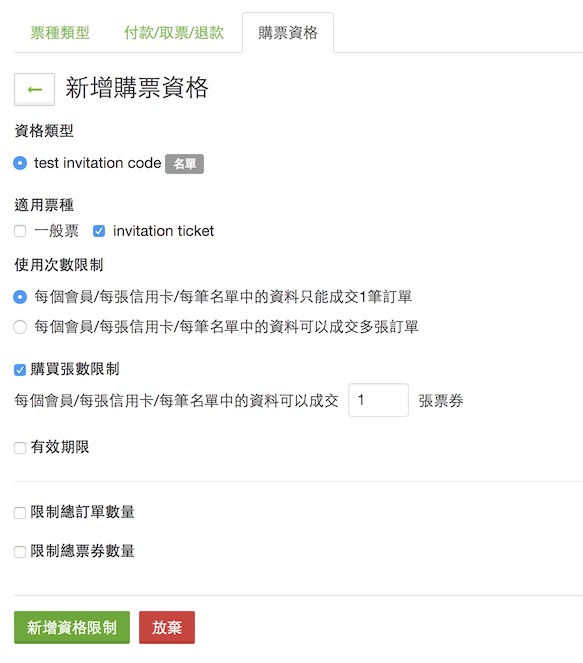 票種類型 付款/取票/退款 購票資格
← 新增購票資格
資格類型
test invitation code 名單
適用票種
一般票 invitation ticket
使用次數限制
每個會員/每張信用卡/每筆名單中的資料只能成交1筆訂單
每個會員/每張信用卡/每筆名單中的資料可以成交多張訂單
購買張數限制
每個會員/每張信用卡/每筆名單中的資料可以成交 1 張票券
有效期限
限制總訂單數量
限制總票券數量
新增資格限制 放棄